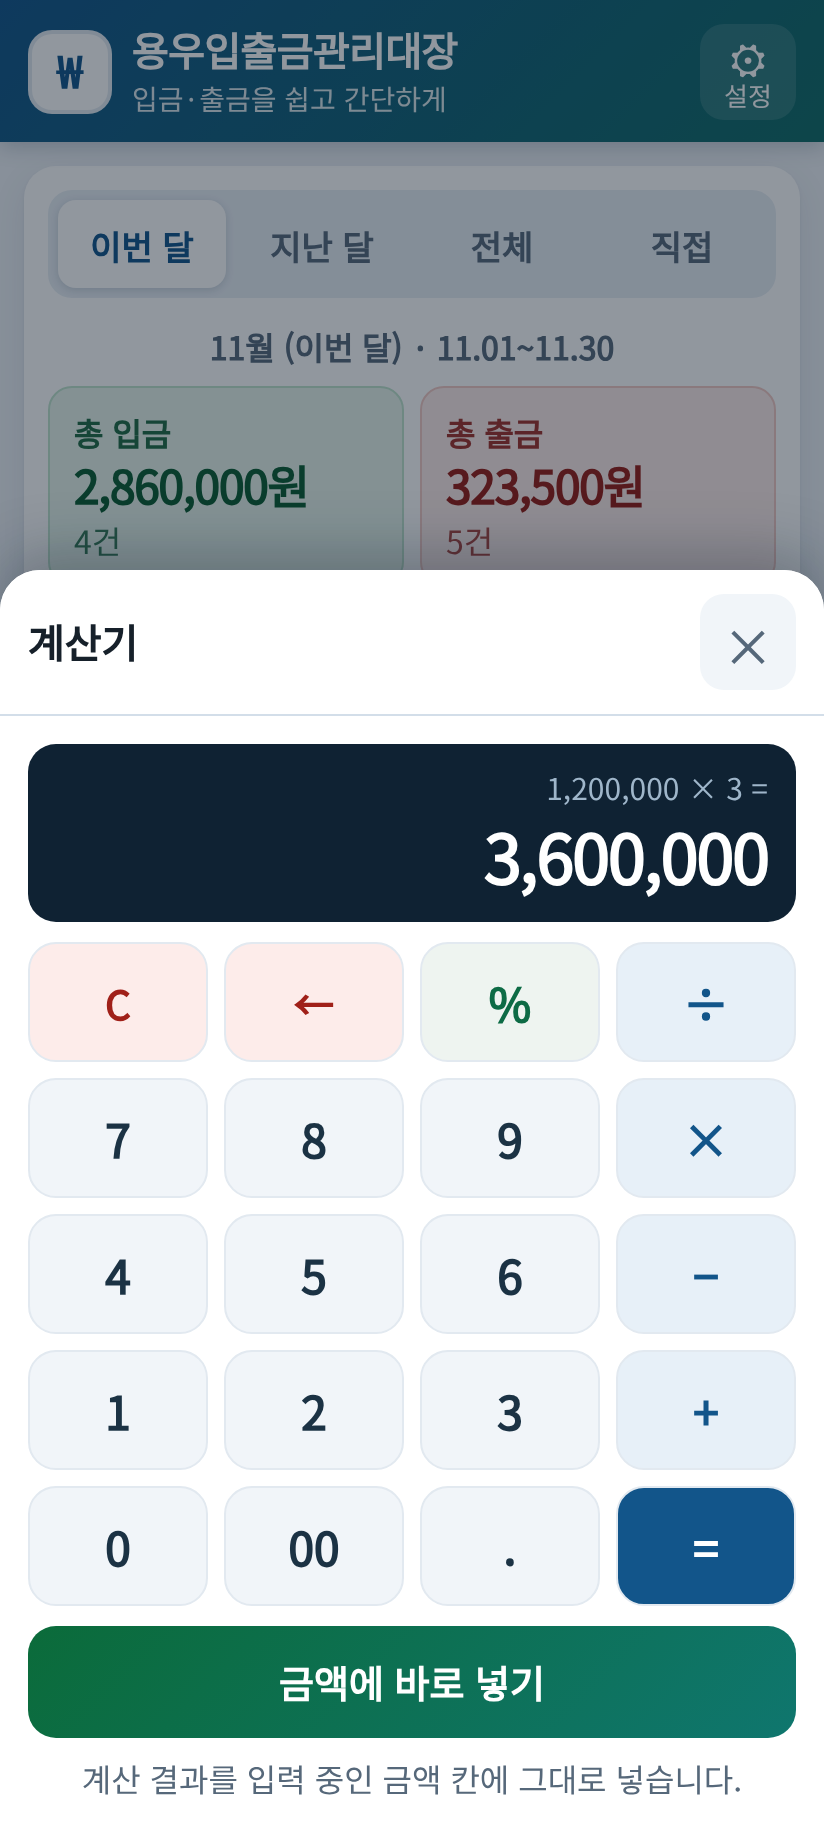 ₩
용우입출금관리대장
입금·출금을 쉽고 간단하게
설정
이번 달 지난 달 전체 직접
11월 (이번 달) · 11.01~11.30
총 입금 총 출금
2,860,000원 323,500원
4건 5건
계산기
×
1,200,000 × 3 =
3,600,000
C ← % ÷
7 8 9 ×
4 5 6 −
1 2 3 +
0 00 . =
금액에 바로 넣기
계산 결과를 입력 중인 금액 칸에 그대로 넣습니다.